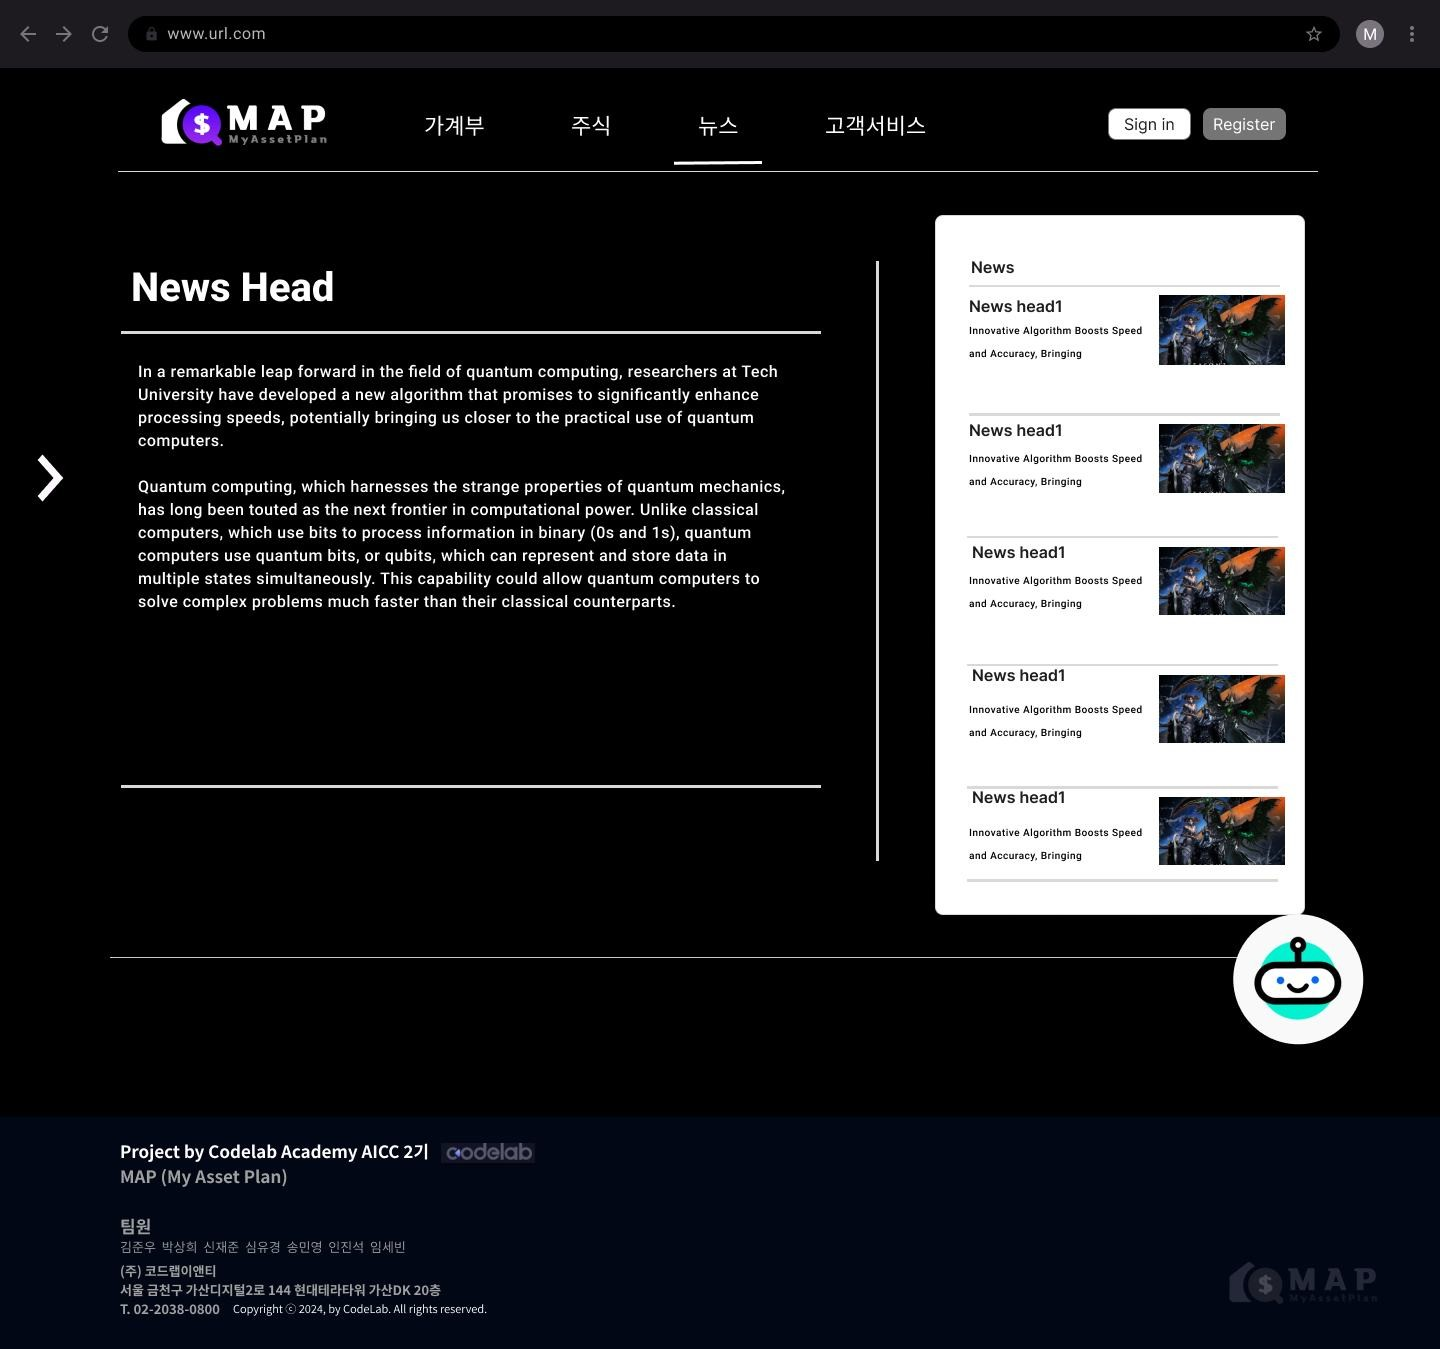 www.url.com
M
$ MAP
MyAssetPlan
가계부
주식
뉴스
고객서비스
Sign in
Register
News Head
In a remarkable leap forward in the field of quantum computing, researchers at Tech
University have developed a new algorithm that promises to significantly enhance
processing speeds, potentially bringing us closer to the practical use of quantum
computers.
Quantum computing, which harnesses the strange properties of quantum mechanics,
has long been touted as the next frontier in computational power. Unlike classical
computers, which use bits to process information in binary (0s and 1s), quantum
computers use quantum bits, or qubits, which can represent and store data in
multiple states simultaneously. This capability could allow quantum computers to
solve complex problems much faster than their classical counterparts.
News
News head1
Innovative Algorithm Boosts Speed
and Accuracy, Bringing
News head1
Innovative Algorithm Boosts Speed
and Accuracy, Bringing
News head1
Innovative Algorithm Boosts Speed
and Accuracy, Bringing
News head1
Innovative Algorithm Boosts Speed
and Accuracy, Bringing
News head1
Innovative Algorithm Boosts Speed
and Accuracy, Bringing
Project by Codelab Academy AICC 2기
codelab
MAP (My Asset Plan)
팀원
김준우 박상희 신재준 심유경 송민영 인진석 임세빈
(주) 코드랩이앤티
서울 금천구 가산디지털2로 144 현대테라타워 가산DK 20층
T. 02-2038-0800 Copyright ⓒ 2024, by CodeLab. All rights reserved.
$ MAP
MyAssetPlan